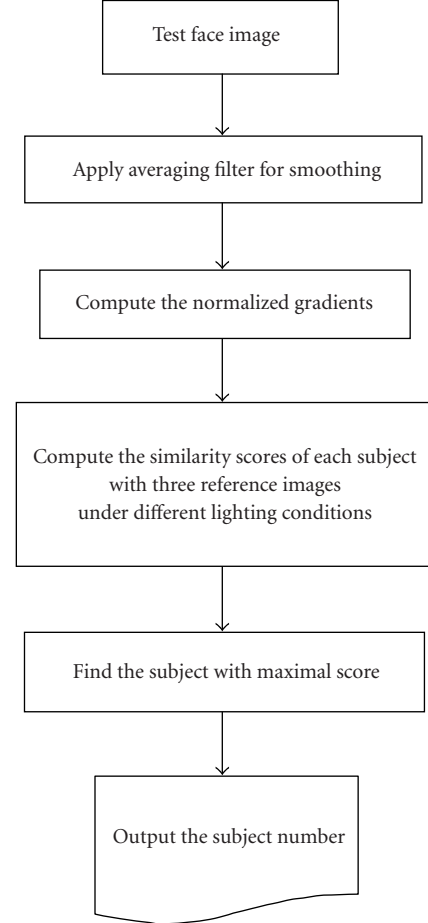 Test face image
Apply averaging filter for smoothing
Compute the normalized gradients
Compute the similarity scores of each subject
with three reference images
under different lighting conditions
Find the subject with maximal score
Output the subject number